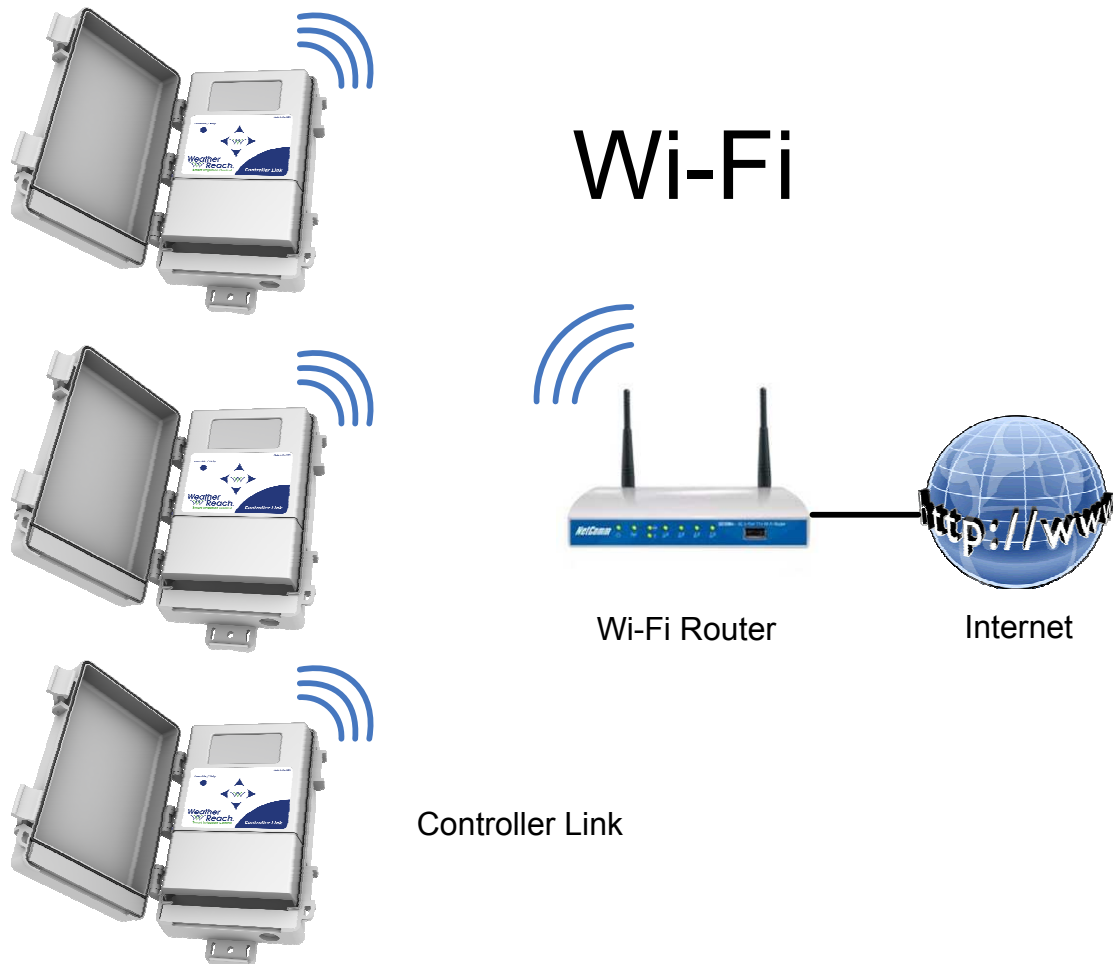 Wi-Fi
Weather
Reach
Controller Link
Weather
Reach
Controller Link
NetComm
http://www
Wi-Fi Router
Internet
Weather
Reach
Controller Link
Controller Link